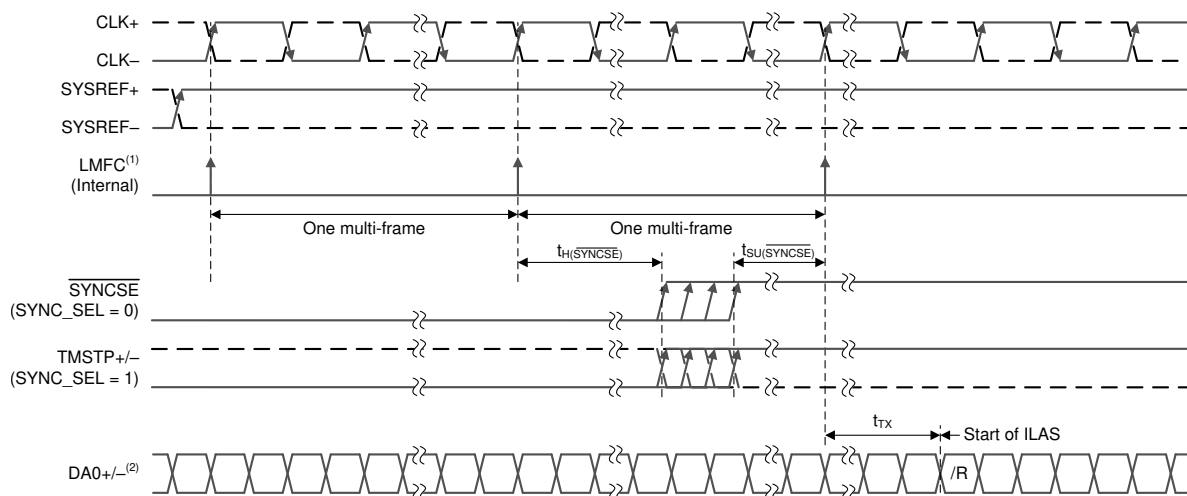 CLK+
CLK–
SYSREF+
SYSREF–
LMFC(1)
(Internal)
One multi-frame
One multi-frame
tH(SYNCSE)
tSU(SYNCSE)
SYNCSE
(SYNC_SEL = 0)
TMSTP+/–
(SYNC_SEL = 1)
tTX
Start of ILAS
DA0+/–(2)
/R